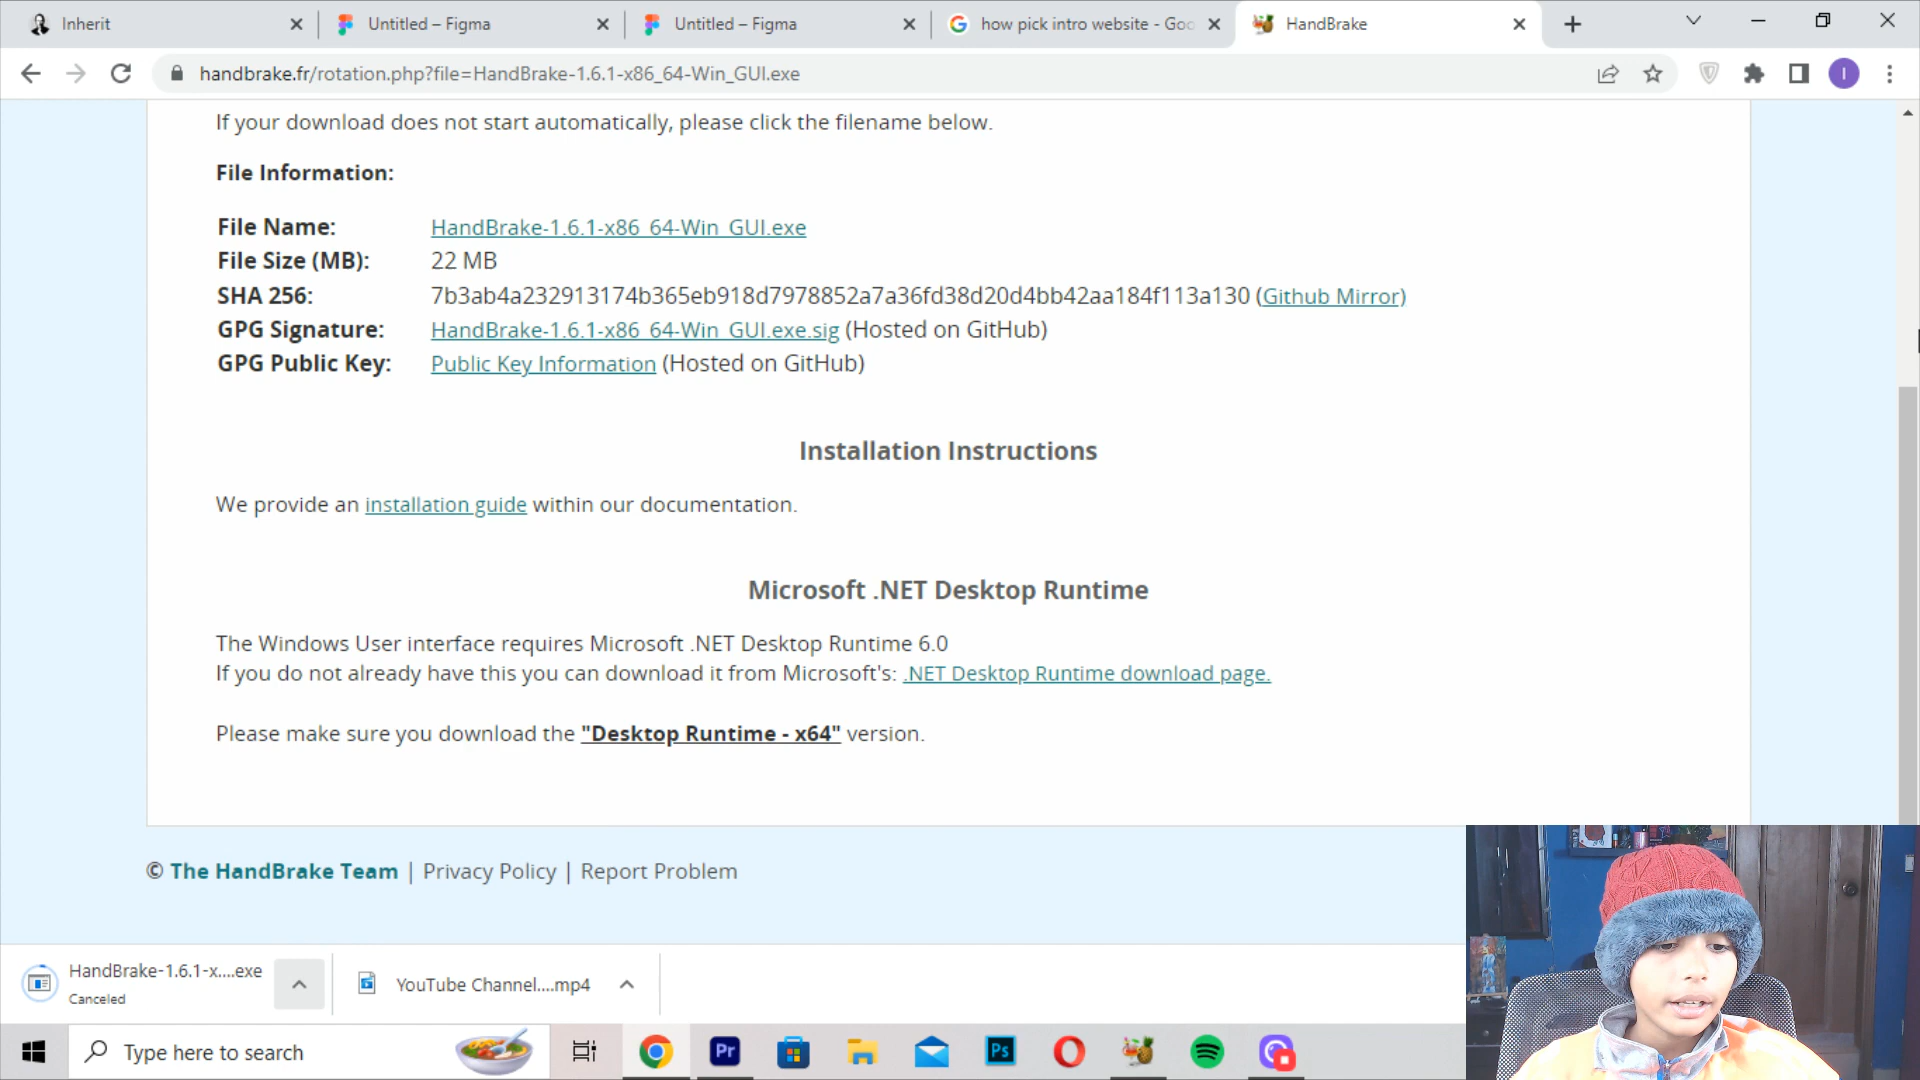 Inherit
Untitled – Figma
Untitled – Figma
how pick intro website - Goo
HandBrake
handbrake.fr/rotation.php?file=HandBrake-1.6.1-x86_64-Win_GUI.exe
I
If your download does not start automatically, please click the filename below.
File Information:
File Name: HandBrake-1.6.1-x86_64-Win_GUI.exe
File Size (MB): 22 MB
SHA 256: 7b3ab4a232913174b365eb918d7978852a7a36fd38d20d4bb42aa184f113a130 (Github Mirror)
GPG Signature: HandBrake-1.6.1-x86_64-Win_GUI.exe.sig (Hosted on GitHub)
GPG Public Key: Public Key Information (Hosted on GitHub)
Installation Instructions
We provide an installation guide within our documentation.
Microsoft .NET Desktop Runtime
The Windows User interface requires Microsoft .NET Desktop Runtime 6.0
If you do not already have this you can download it from Microsoft's: .NET Desktop Runtime download page.
Please make sure you download the "Desktop Runtime - x64" version.
© The HandBrake Team | Privacy Policy | Report Problem
HandBrake-1.6.1-x....exe
Canceled
YouTube Channel....mp4
Type here to search
Pr
Ps